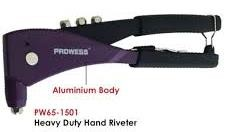 PROWESS
Aluminium Body
PW65-1501
Heavy Duty Hand Riveter